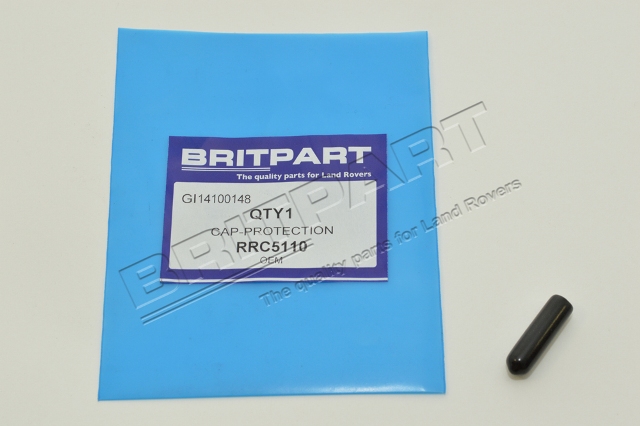 BRITPART
The quality parts for Land Rovers
GI14100148
QTY1
CAP-PROTECTION
RRC5110
OEM
BRITPART
The quality parts for Land Rovers